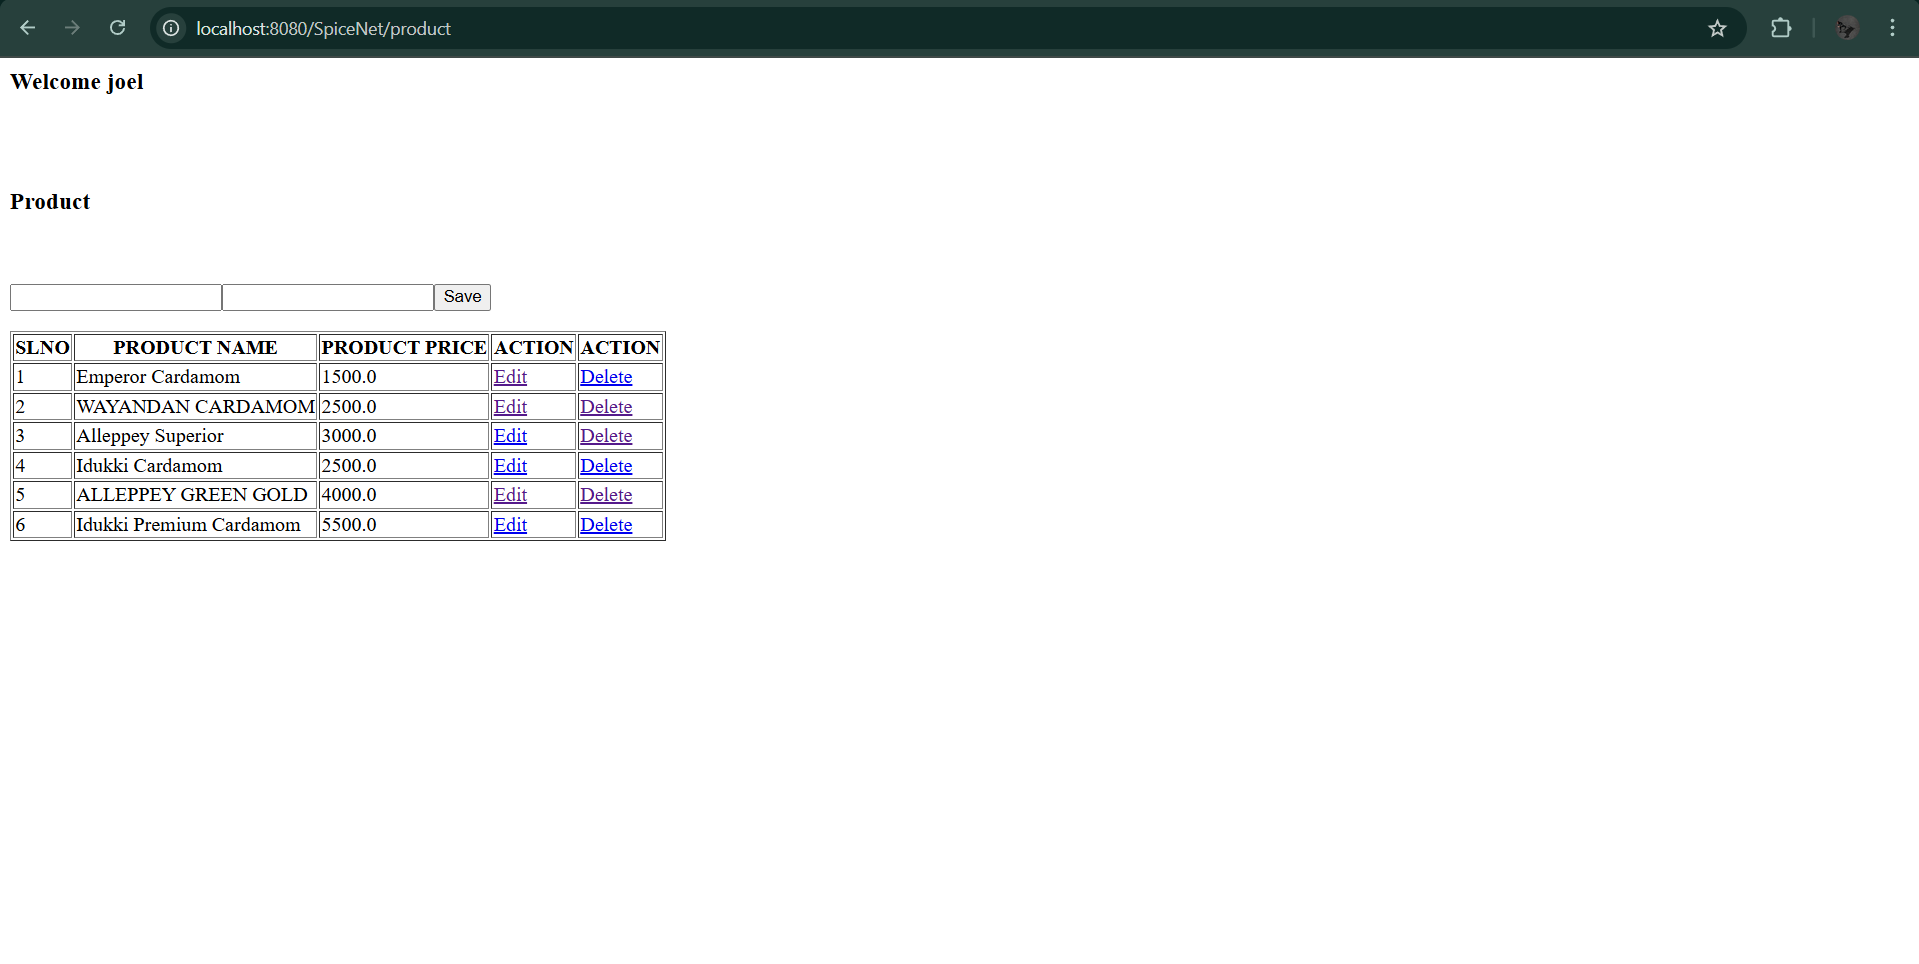 localhost:8080/SpiceNet/product
Welcome joel
Product
Save
SLNO PRODUCT NAME PRODUCT PRICE ACTION ACTION
1 Emperor Cardamom 1500.0 Edit Delete
2 WAYANDAN CARDAMOM 2500.0 Edit Delete
3 Alleppey Superior 3000.0 Edit Delete
4 Idukki Cardamom 2500.0 Edit Delete
5 ALLEPPEY GREEN GOLD 4000.0 Edit Delete
6 Idukki Premium Cardamom 5500.0 Edit Delete